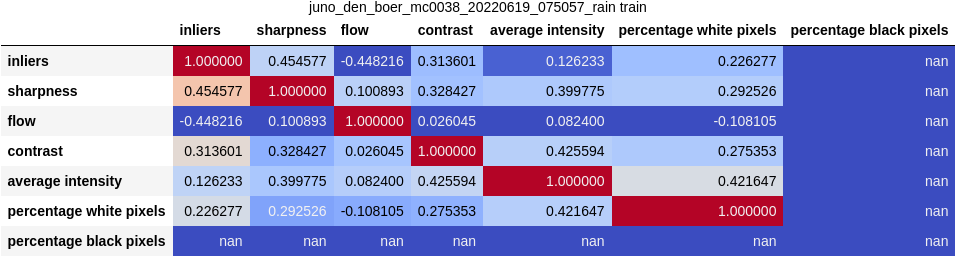 juno_den_boer_mc0038_20220619_075057_rain train
inliers sharpness flow contrast average intensity percentage white pixels percentage black pixels
inliers 1.000000 0.454577 -0.448216 0.313601 0.126233 0.226277 nan
sharpness 0.454577 1.000000 0.100893 0.328427 0.399775 0.292526 nan
flow -0.448216 0.100893 1.000000 0.026045 0.082400 -0.108105 nan
contrast 0.313601 0.328427 0.026045 1.000000 0.425594 0.275353 nan
average intensity 0.126233 0.399775 0.082400 0.425594 1.000000 0.421647 nan
percentage white pixels 0.226277 0.292526 -0.108105 0.275353 0.421647 1.000000 nan
percentage black pixels nan nan nan nan nan nan nan